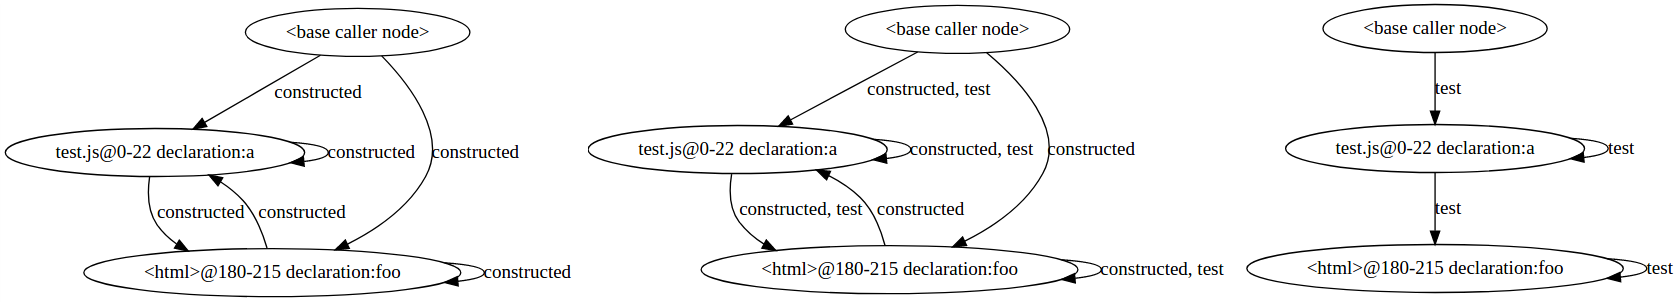 <base caller node>
constructed
test.js@0-22 declaration:a
constructed
constructed
constructed
constructed
<html>@180-215 declaration:foo
constructed
<base caller node>
constructed, test
test.js@0-22 declaration:a
constructed, test
constructed
constructed, test
constructed
<html>@180-215 declaration:foo
constructed, test
<base caller node>
test
test.js@0-22 declaration:a
test
test
<html>@180-215 declaration:foo
test